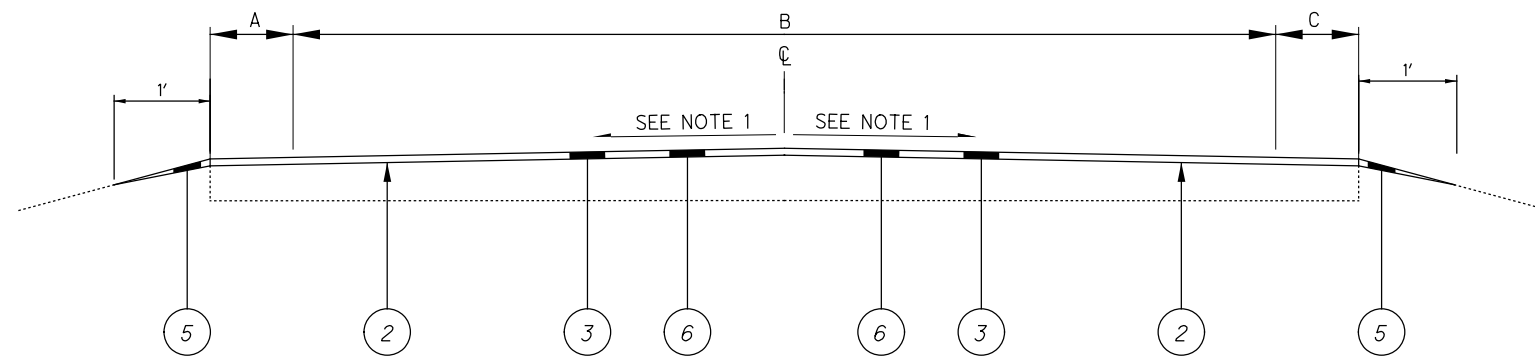 A B C
℄
1' 1'
SEE NOTE 1 SEE NOTE 1
5 2 3 6 6 3 2 5